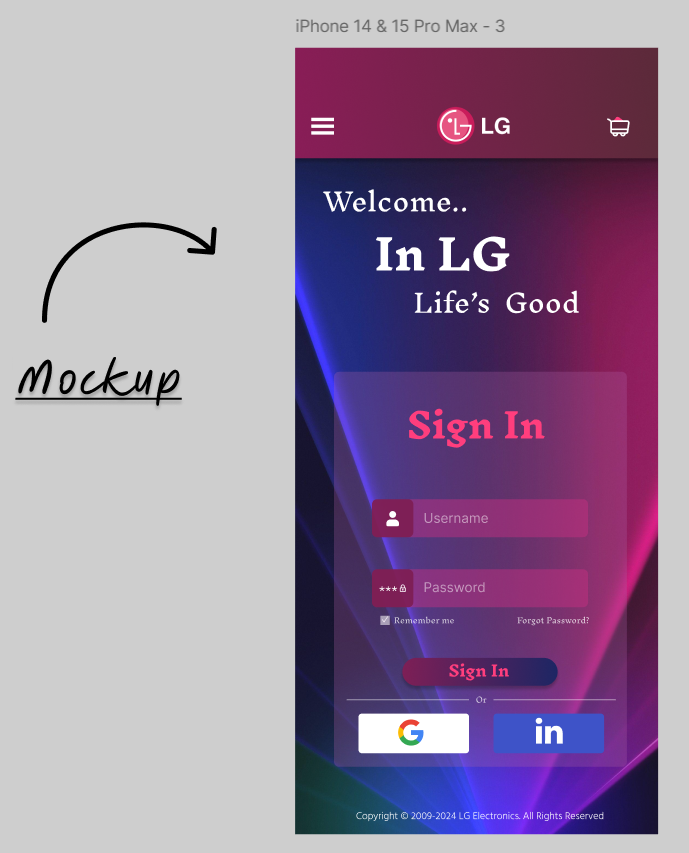 iPhone 14 & 15 Pro Max - 3
LG
Welcome..
In LG
Life's Good
Mockup
Sign In
Username
*** Password
Remember me Forgot Password?
Sign In
Or
G in
Copyright © 2009-2024 LG Electronics. All Rights Reserved